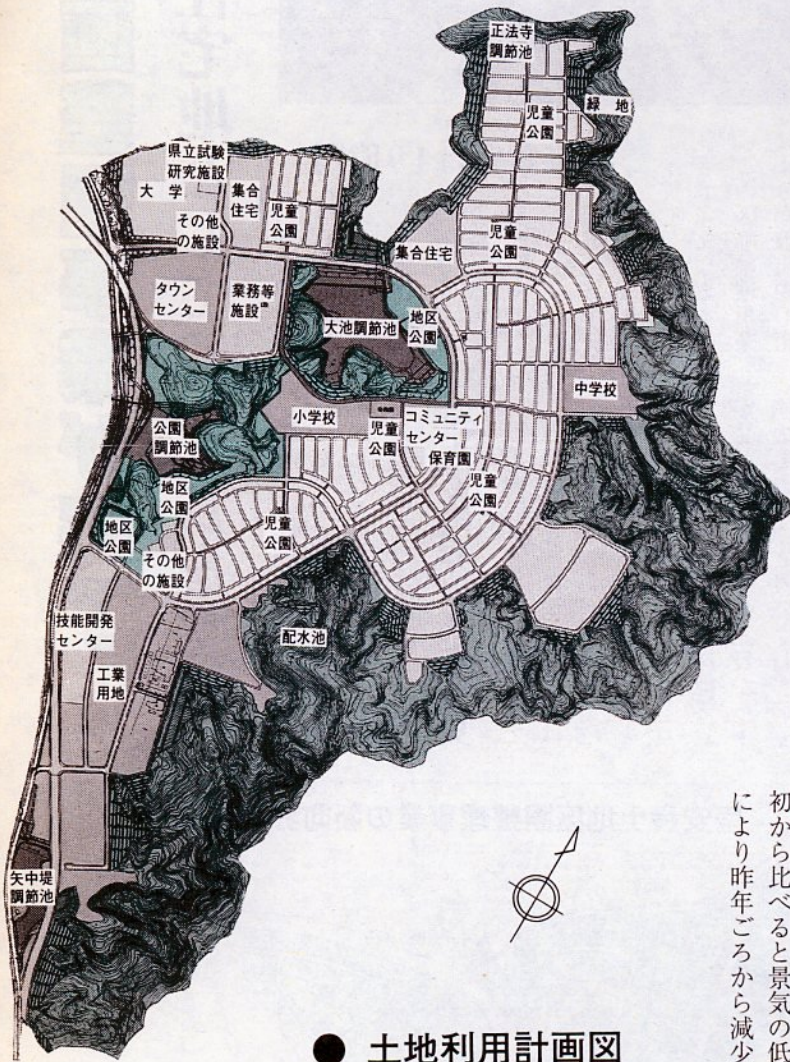 正法寺
調節池
緑地
児童
公園
県立試験
研究施設
大学
集合
住宅
児童
公園
その他
の施設
児童
公園
集合住宅
タウン
センター
業務等
施設
大池調節池
地区
公園
中学校
小学校
児童
公園
コミュニティ
センター
保育園
公園
調節池
児童
公園
地区
公園
児童
公園
地区
公園
その他
の施設
技能開発
センター
配水池
工業
用地
矢中堤
調節池
初から比べると景気の低
により昨年ごろから減少
● 土地利用計画図